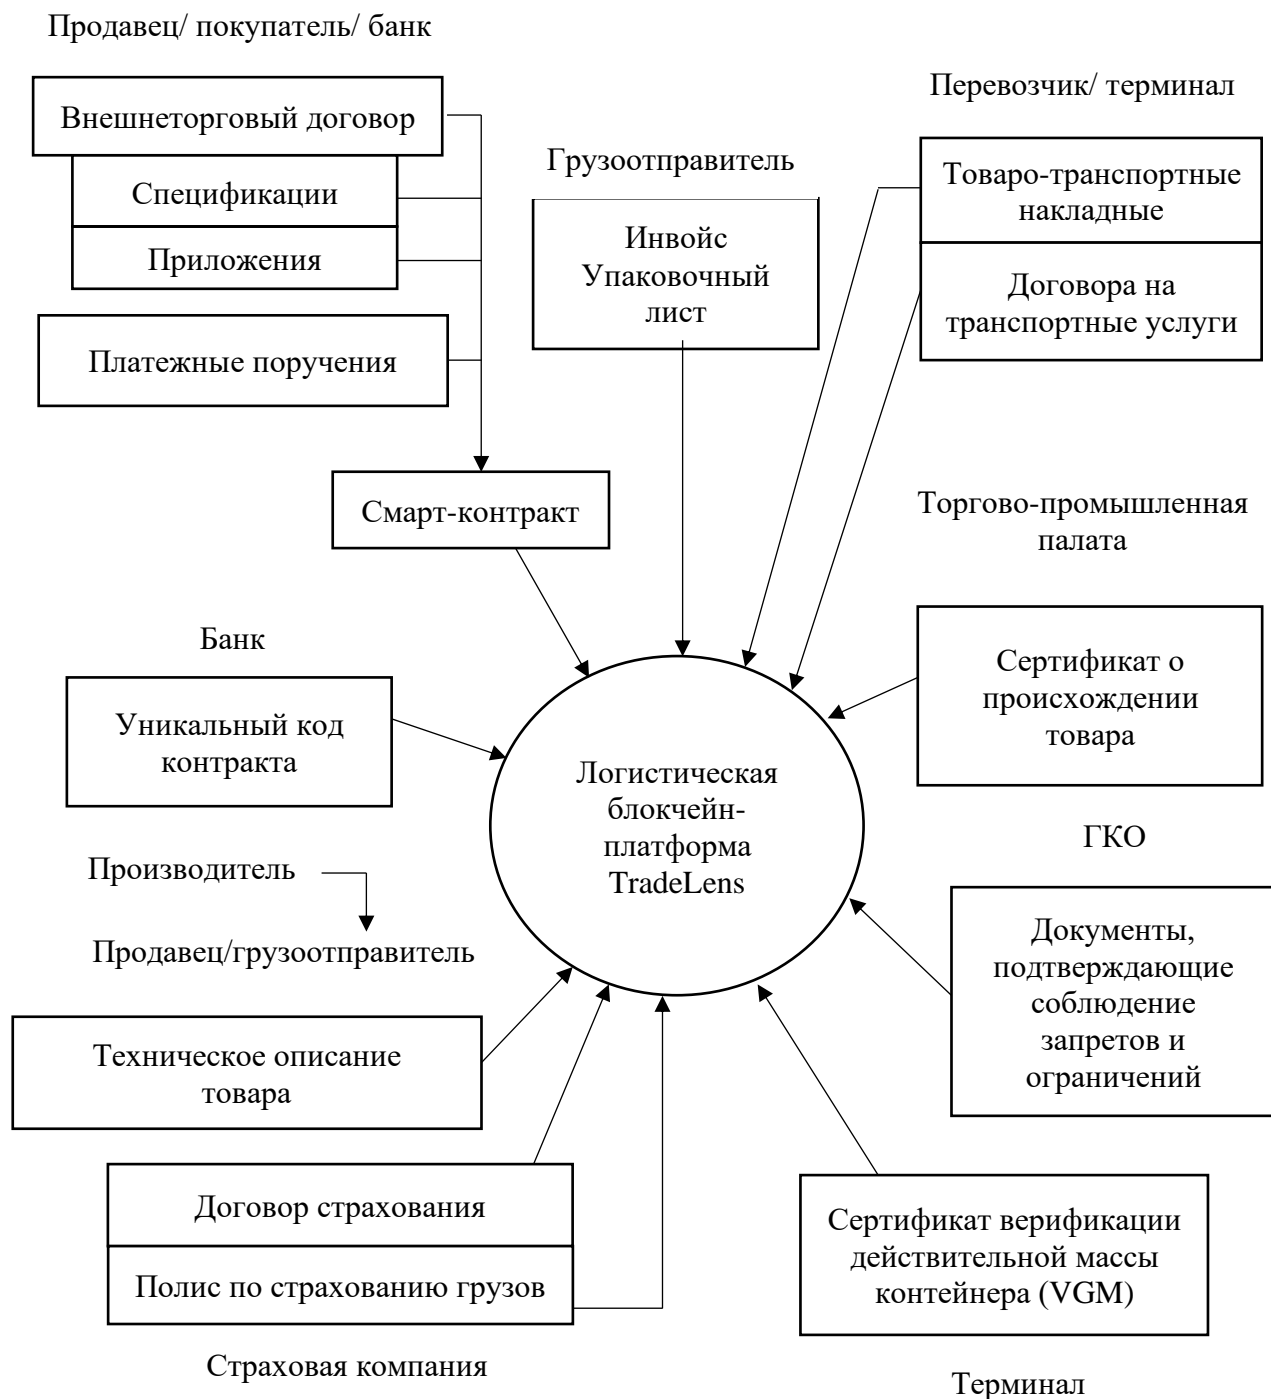 Продавец/ покупатель/ банк
Внешнеторговый договор
Спецификации
Приложения
Платежные поручения
Смарт-контракт
Грузоотправитель
Инвойс
Упаковочный
лист
Перевозчик/ терминал
Товаро-транспортные
накладные
Договора на
транспортные услуги
Торгово-промышленная
палата
Сертификат о
происхождении
товара
Банк
Уникальный код
контракта
Логистическая
блокчейн-
платформа
TradeLens
ГКО
Документы,
подтверждающие
соблюдение
запретов и
ограничений
Производитель
Продавец/грузоотправитель
Техническое описание
товара
Договор страхования
Полис по страхованию грузов
Страховая компания
Сертификат верификации
действительной массы
контейнера (VGM)
Терминал